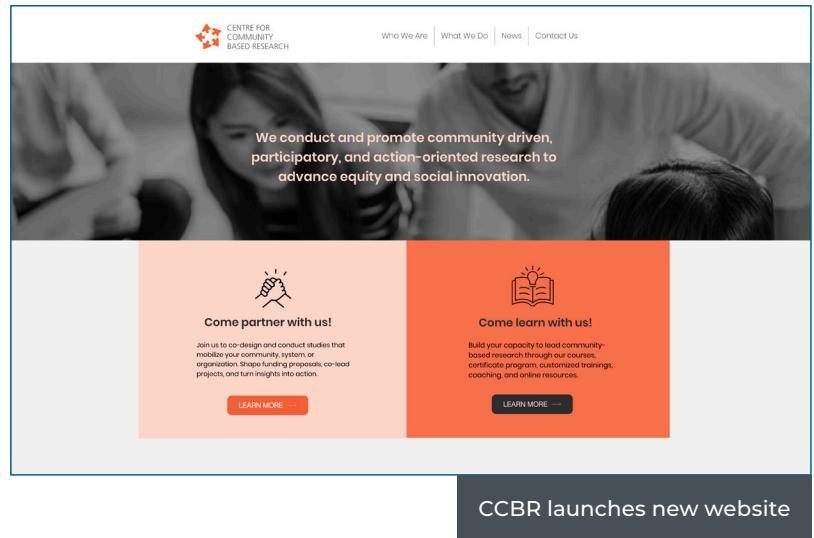 CENTRE FOR
COMMUNITY
BASED RESEARCH
Who We Are
What We Do
News
Contact Us
We conduct and promote community driven,
participatory, and action-oriented research to
advance equity and social innovation.
Come partner with us!
Join us to co-design and conduct studies that
mobilize your community, system, or
organization. Shape funding proposals, co-lead
projects, and turn insights into action.
LEARN MORE →
Come learn with us!
Build your capacity to lead community-
based research through our courses,
certificate program, customized trainings,
coaching, and online resources.
LEARN MORE →
CCBR launches new website